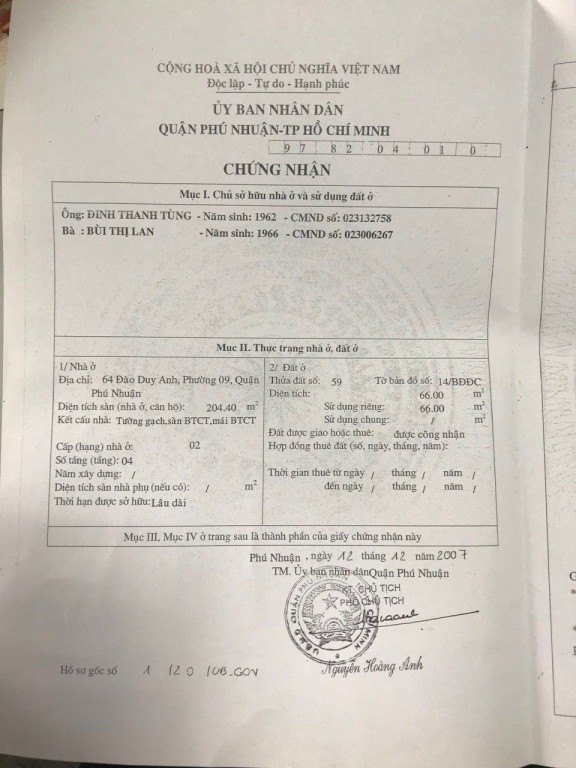 CỘNG HOÀ XÃ HỘI CHỦ NGHĨA VIỆT NAM
Độc lập - Tự do - Hạnh phúc
ỦY BAN NHÂN DÂN
QUẬN PHÚ NHUẬN-TP HỒ CHÍ MINH
9 7 8 2 0 4 0 1 0
CHỨNG NHẬN
Mục I. Chủ sở hữu nhà ở và sử dụng đất ở
Ông: ĐINH THANH TÙNG - Năm sinh: 1962 - CMND số: 023132758
Bà : BÙI THỊ LAN - Năm sinh: 1966 - CMND số: 023006267
Mục II. Thực trạng nhà ở, đất ở
1/ Nhà ở
Địa chỉ: 64 Đào Duy Anh, Phường 09, Quận
Phú Nhuận
Diện tích sàn (nhà ở, căn hộ): 204.40 m²
Kết cấu nhà: Tường gạch,sàn BTCT,mái BTCT
Cấp (hạng) nhà ở: 02
Số tầng (tầng): 04
Năm xây dựng: /
Diện tích sàn nhà phụ (nếu có): / m²
Thời hạn được sở hữu: Lâu dài
2/ Đất ở
Thửa đất số: 59 Tờ bản đồ số: 14/BĐĐC
Diện tích: 66.00 m²
Sử dụng riêng: 66.00 m²
Sử dụng chung: / m²
Đất được giao hoặc thuê: được công nhận
Hợp đồng thuê đất (số, ngày, tháng, năm):
Thời gian thuê từ ngày / tháng / năm /
đến ngày / tháng / năm /
Mục III, Mục IV ở trang sau là thành phần của giấy chứng nhận này
Phú Nhuận , ngày 12 tháng 12 năm 2007
TM. Ủy ban nhân dân Quận Phú Nhuận
KT. CHỦ TỊCH
PHÓ CHỦ TỊCH
Nguyễn Hoàng Anh
Hồ sơ gốc số 1 120 /UB.GCN